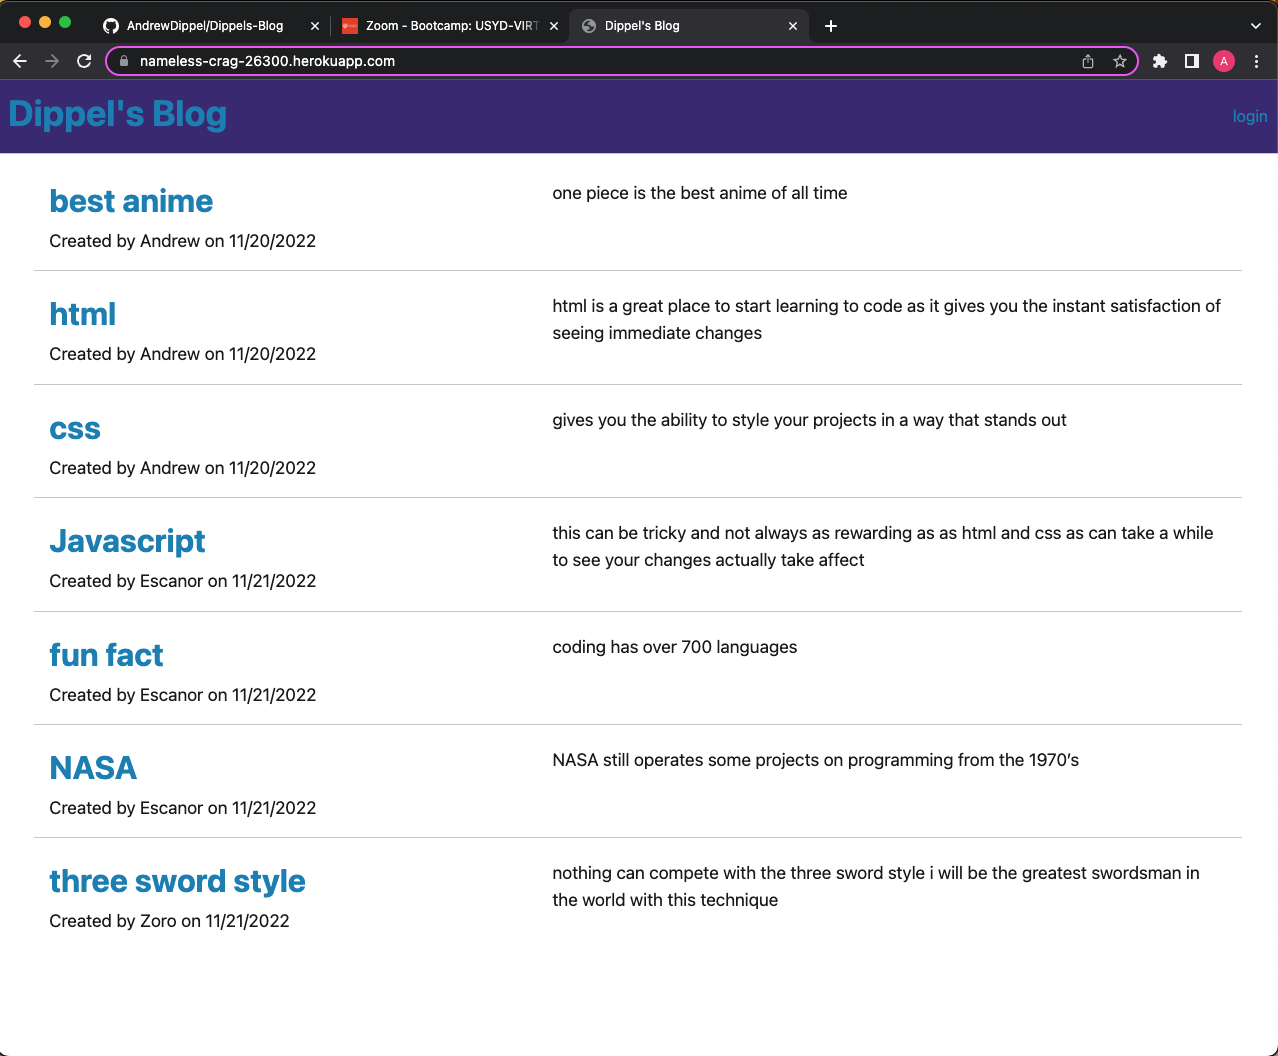 AndrewDippel/Dippels-Blog
Zoom - Bootcamp: USYD-VIRT
Dippel's Blog
nameless-crag-26300.herokuapp.com
A
Dippel's Blog
login
best anime
Created by Andrew on 11/20/2022
one piece is the best anime of all time
html
Created by Andrew on 11/20/2022
html is a great place to start learning to code as it gives you the instant satisfaction of
seeing immediate changes
css
Created by Andrew on 11/20/2022
gives you the ability to style your projects in a way that stands out
Javascript
Created by Escanor on 11/21/2022
this can be tricky and not always as rewarding as as html and css as can take a while
to see your changes actually take affect
fun fact
Created by Escanor on 11/21/2022
coding has over 700 languages
NASA
Created by Escanor on 11/21/2022
NASA still operates some projects on programming from the 1970’s
three sword style
Created by Zoro on 11/21/2022
nothing can compete with the three sword style i will be the greatest swordsman in
the world with this technique